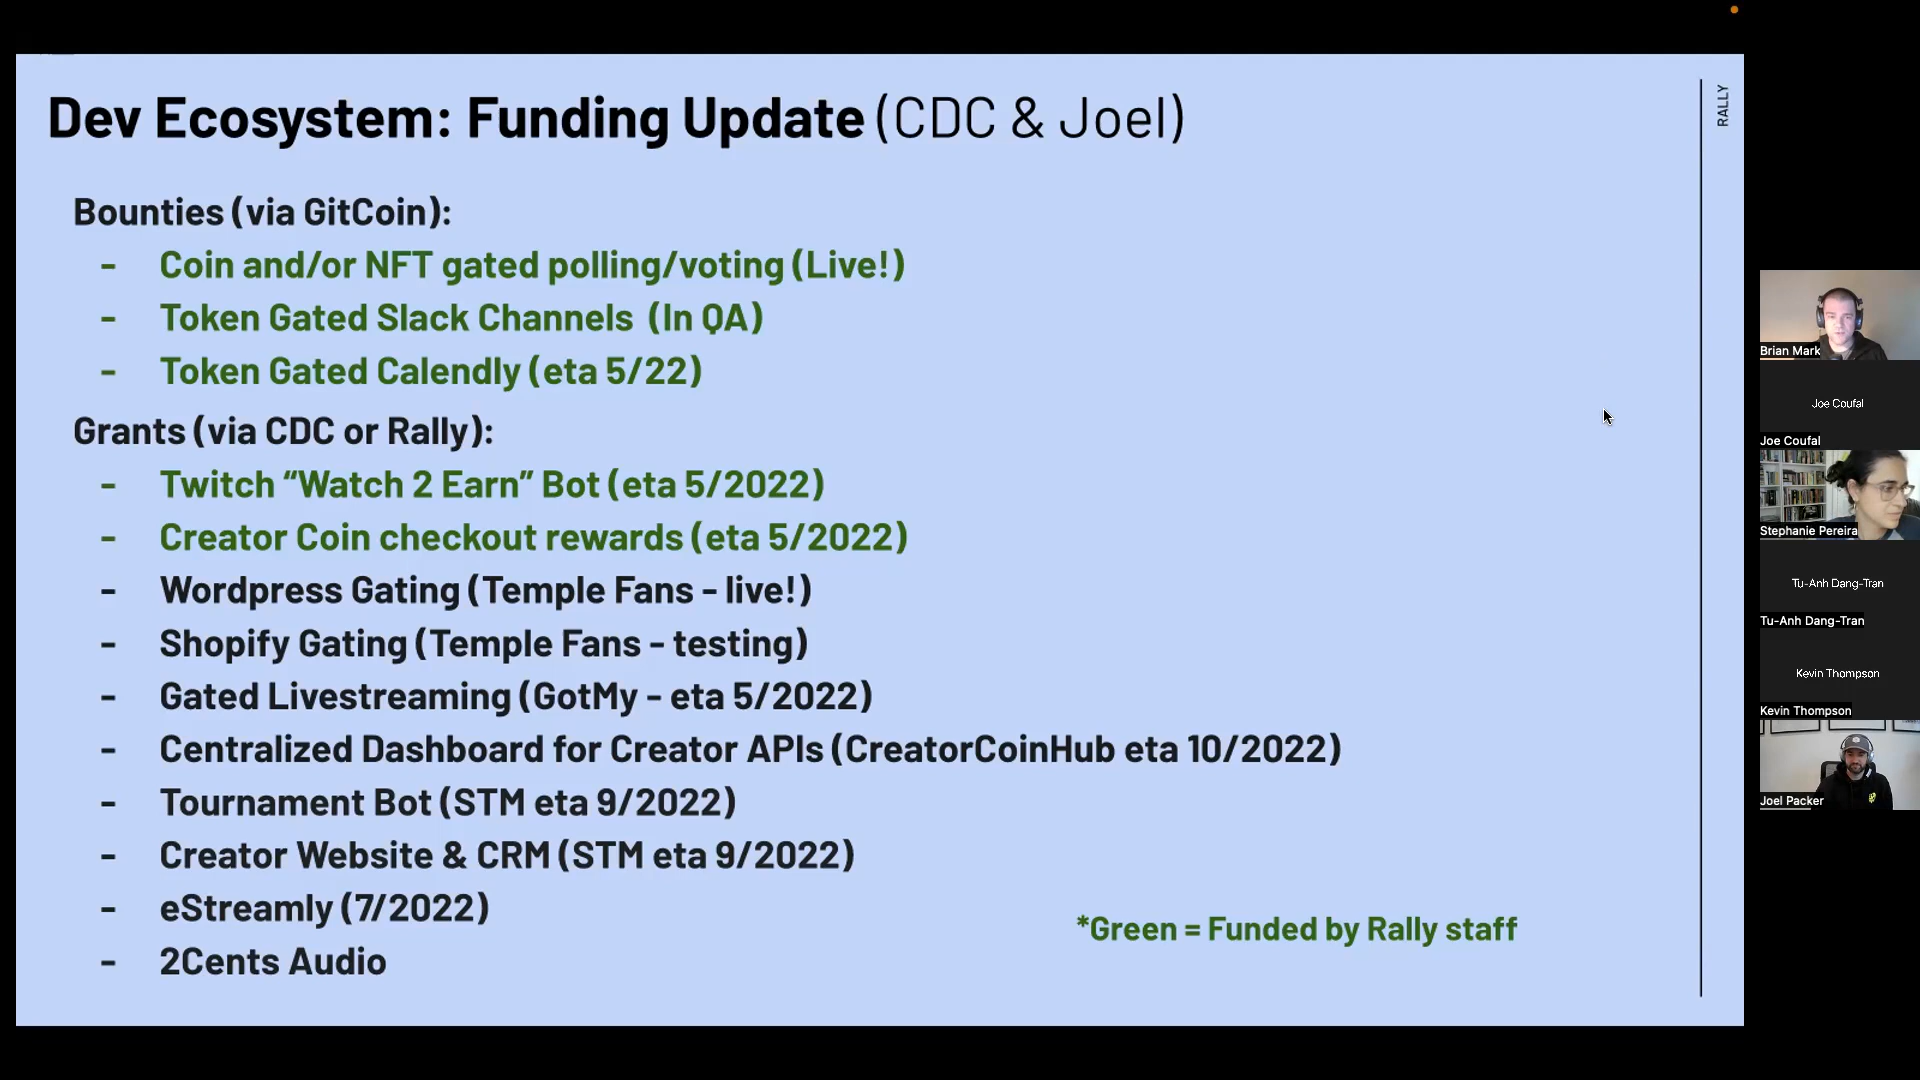 Dev Ecosystem: Funding Update (CDC & Joel)
RALLY
Bounties (via GitCoin):
- Coin and/or NFT gated polling/voting (Live!)
- Token Gated Slack Channels (In QA)
- Token Gated Calendly (eta 5/22)
Grants (via CDC or Rally):
- Twitch “Watch 2 Earn” Bot (eta 5/2022)
- Creator Coin checkout rewards (eta 5/2022)
- Wordpress Gating (Temple Fans - live!)
- Shopify Gating (Temple Fans - testing)
- Gated Livestreaming (GotMy - eta 5/2022)
- Centralized Dashboard for Creator APIs (CreatorCoinHub eta 10/2022)
- Tournament Bot (STM eta 9/2022)
- Creator Website & CRM (STM eta 9/2022)
- eStreamly (7/2022)
- 2Cents Audio
*Green = Funded by Rally staff
Brian Mark
Joe Coufal
Joe Coufal
Stephanie Pereira
Tu-Anh Dang-Tran
Tu-Anh Dang-Tran
Kevin Thompson
Kevin Thompson
Joel Packer